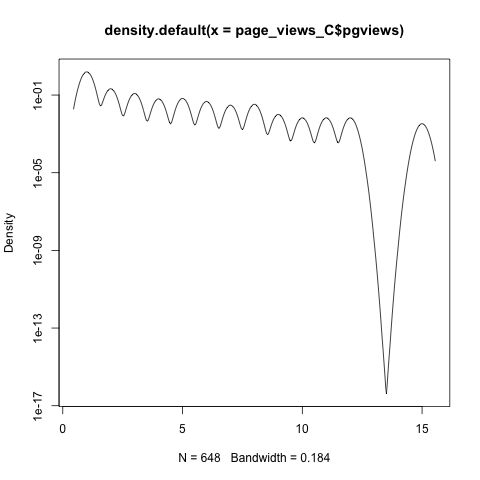 density.default(x = page_views_C$pgviews)
Density
1e-01
1e-05
1e-09
1e-13
1e-17
0 5 10 15
N = 648 Bandwidth = 0.184